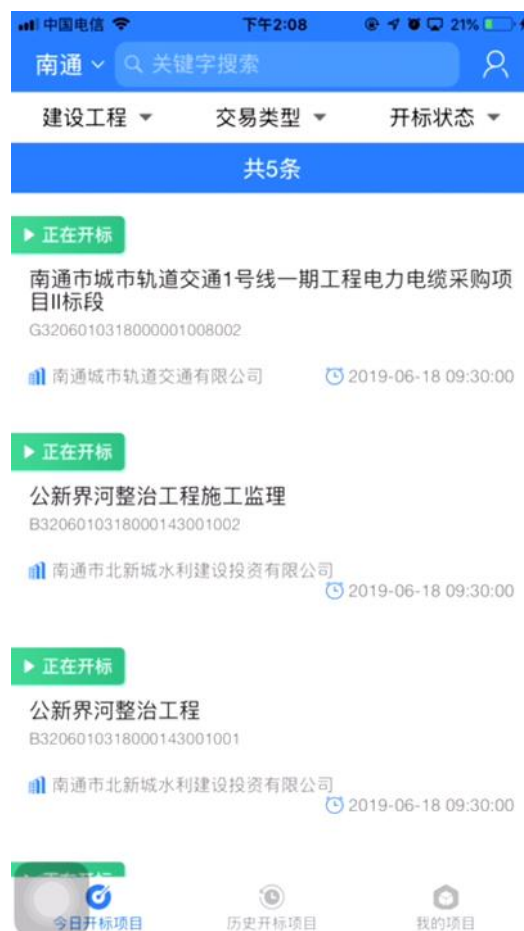 中国电信 下午2:08 21%
南通 关键字搜索
建设工程 交易类型 开标状态
共5条
正在开标
南通市城市轨道交通1号线一期工程电力电缆采购项
目II标段
G3206010318000001008002
南通城市轨道交通有限公司 2019-06-18 09:30:00
正在开标
公新界河整治工程施工监理
B3206010318000143001002
南通市北新城水利建设投资有限公司
2019-06-18 09:30:00
正在开标
公新界河整治工程
B3206010318000143001001
南通市北新城水利建设投资有限公司
2019-06-18 09:30:00
今日开标项目 历史开标项目 我的项目